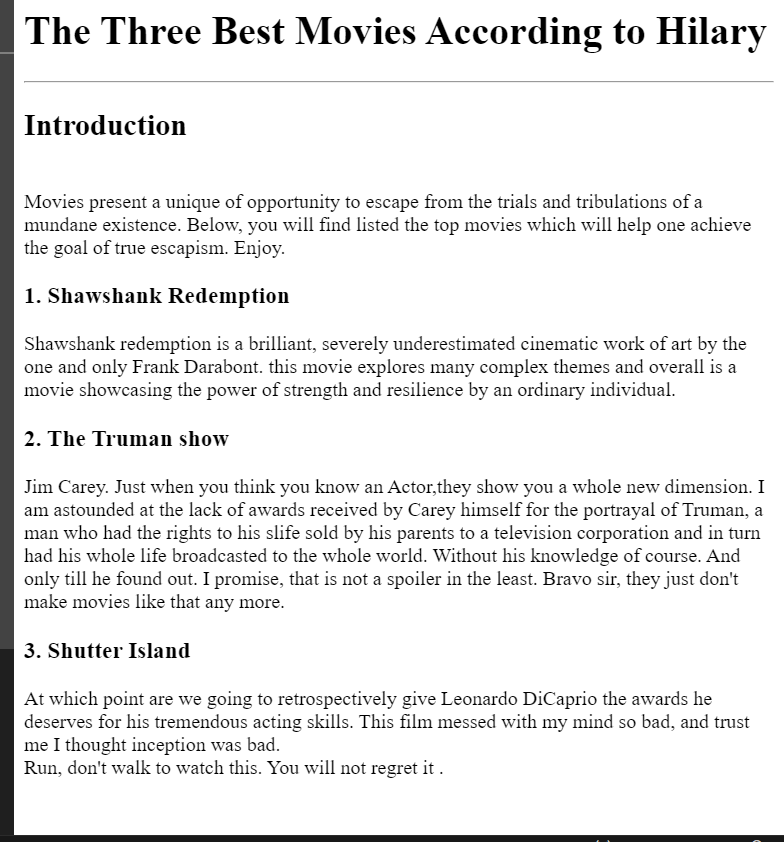 The Three Best Movies According to Hilary
Introduction
Movies present a unique of opportunity to escape from the trials and tribulations of a
mundane existence. Below, you will find listed the top movies which will help one achieve
the goal of true escapism. Enjoy.
1. Shawshank Redemption
Shawshank redemption is a brilliant, severely underestimated cinematic work of art by the
one and only Frank Darabont. this movie explores many complex themes and overall is a
movie showcasing the power of strength and resilience by an ordinary individual.
2. The Truman show
Jim Carey. Just when you think you know an Actor,they show you a whole new dimension. I
am astounded at the lack of awards received by Carey himself for the portrayal of Truman, a
man who had the rights to his slife sold by his parents to a television corporation and in turn
had his whole life broadcasted to the whole world. Without his knowledge of course. And
only till he found out. I promise, that is not a spoiler in the least. Bravo sir, they just don't
make movies like that any more.
3. Shutter Island
At which point are we going to retrospectively give Leonardo DiCaprio the awards he
deserves for his tremendous acting skills. This film messed with my mind so bad, and trust
me I thought inception was bad.
Run, don't walk to watch this. You will not regret it .